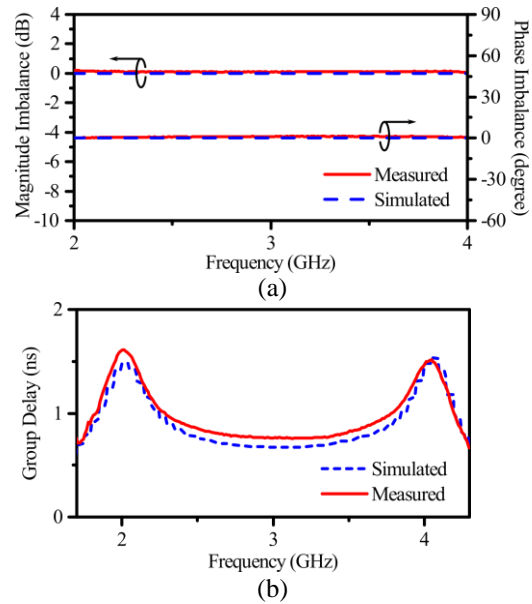 Magnitude Imbalance (dB)
4
2
0
-2
-4
-6
-8
-10
90
60
30
0
-30
-60
Phase Imbalance (degree)
Measured
Simulated
2
3
4
Frequency (GHz)
(a)
Group Delay (ns)
2
1
0
Simulated
Measured
2
3
4
Frequency (GHz)
(b)